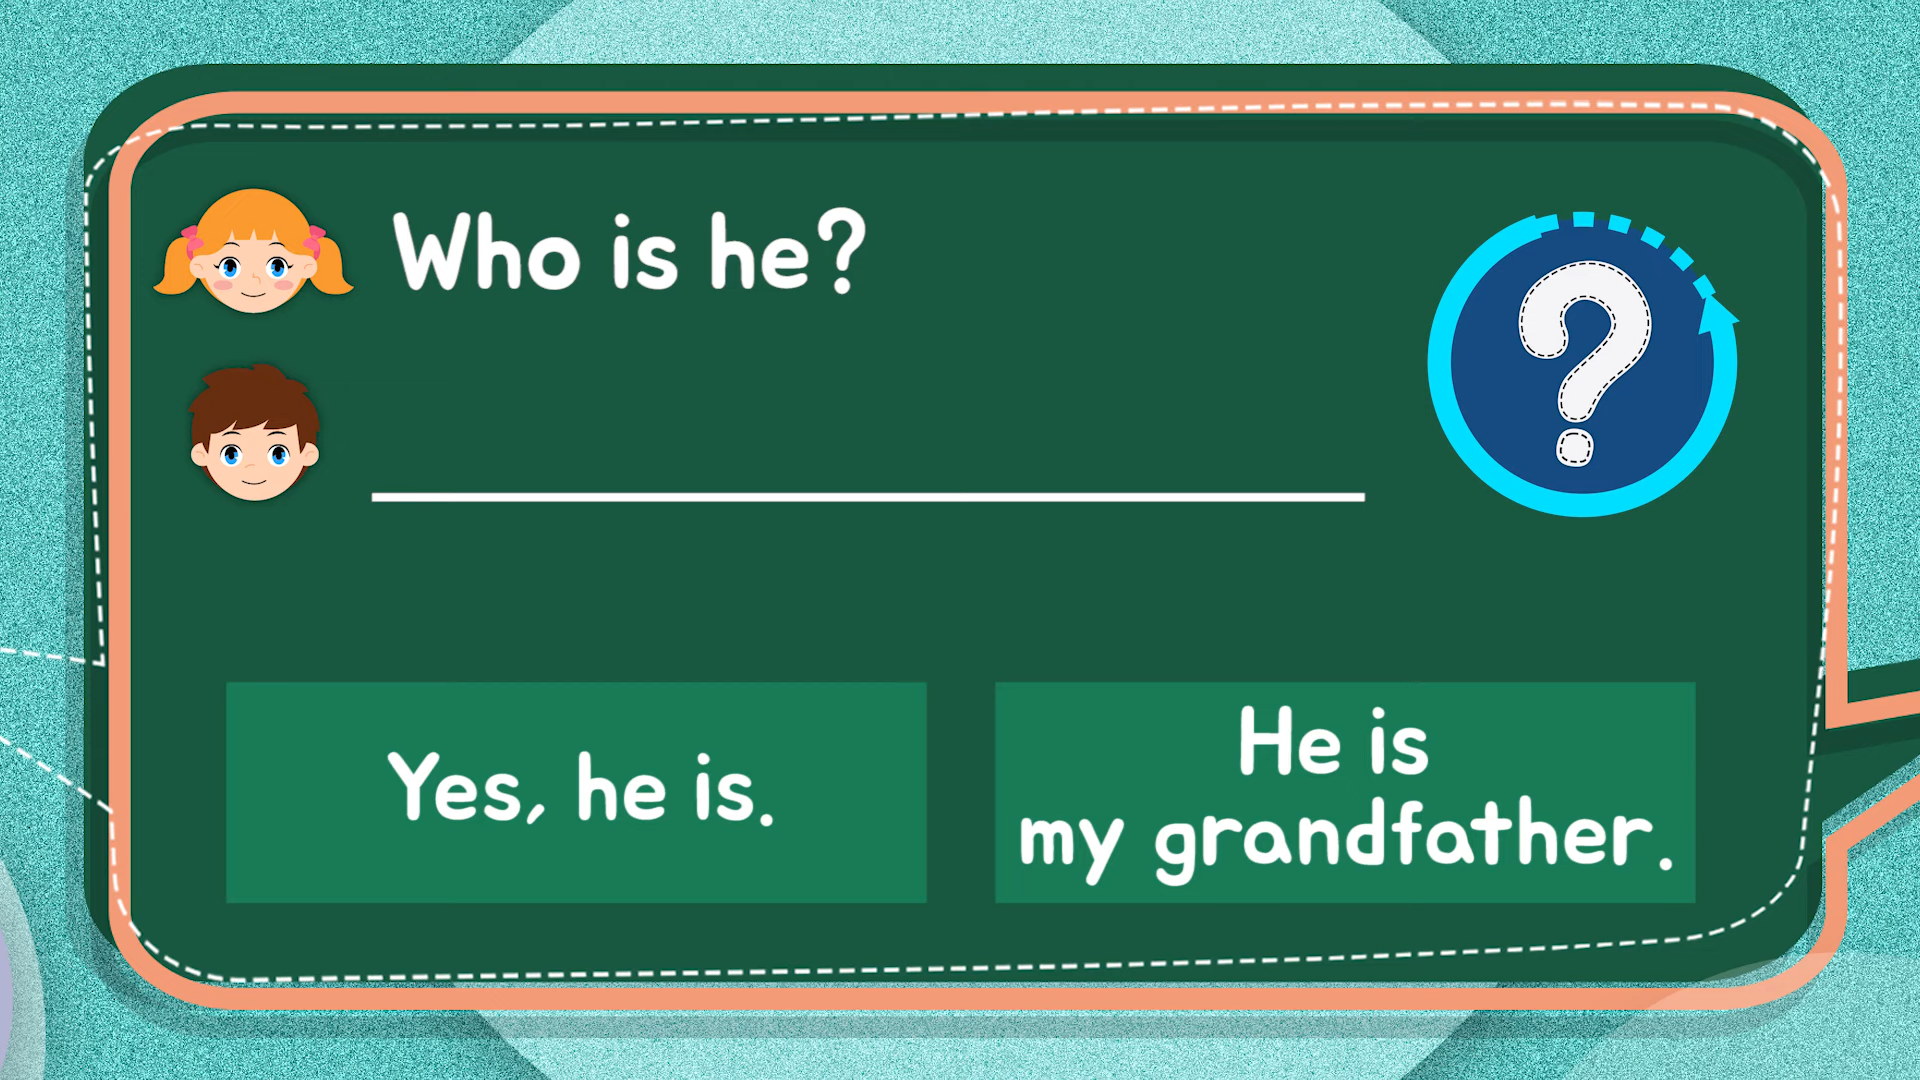 Who is he?
?
Yes, he is.
He is
my grandfather.